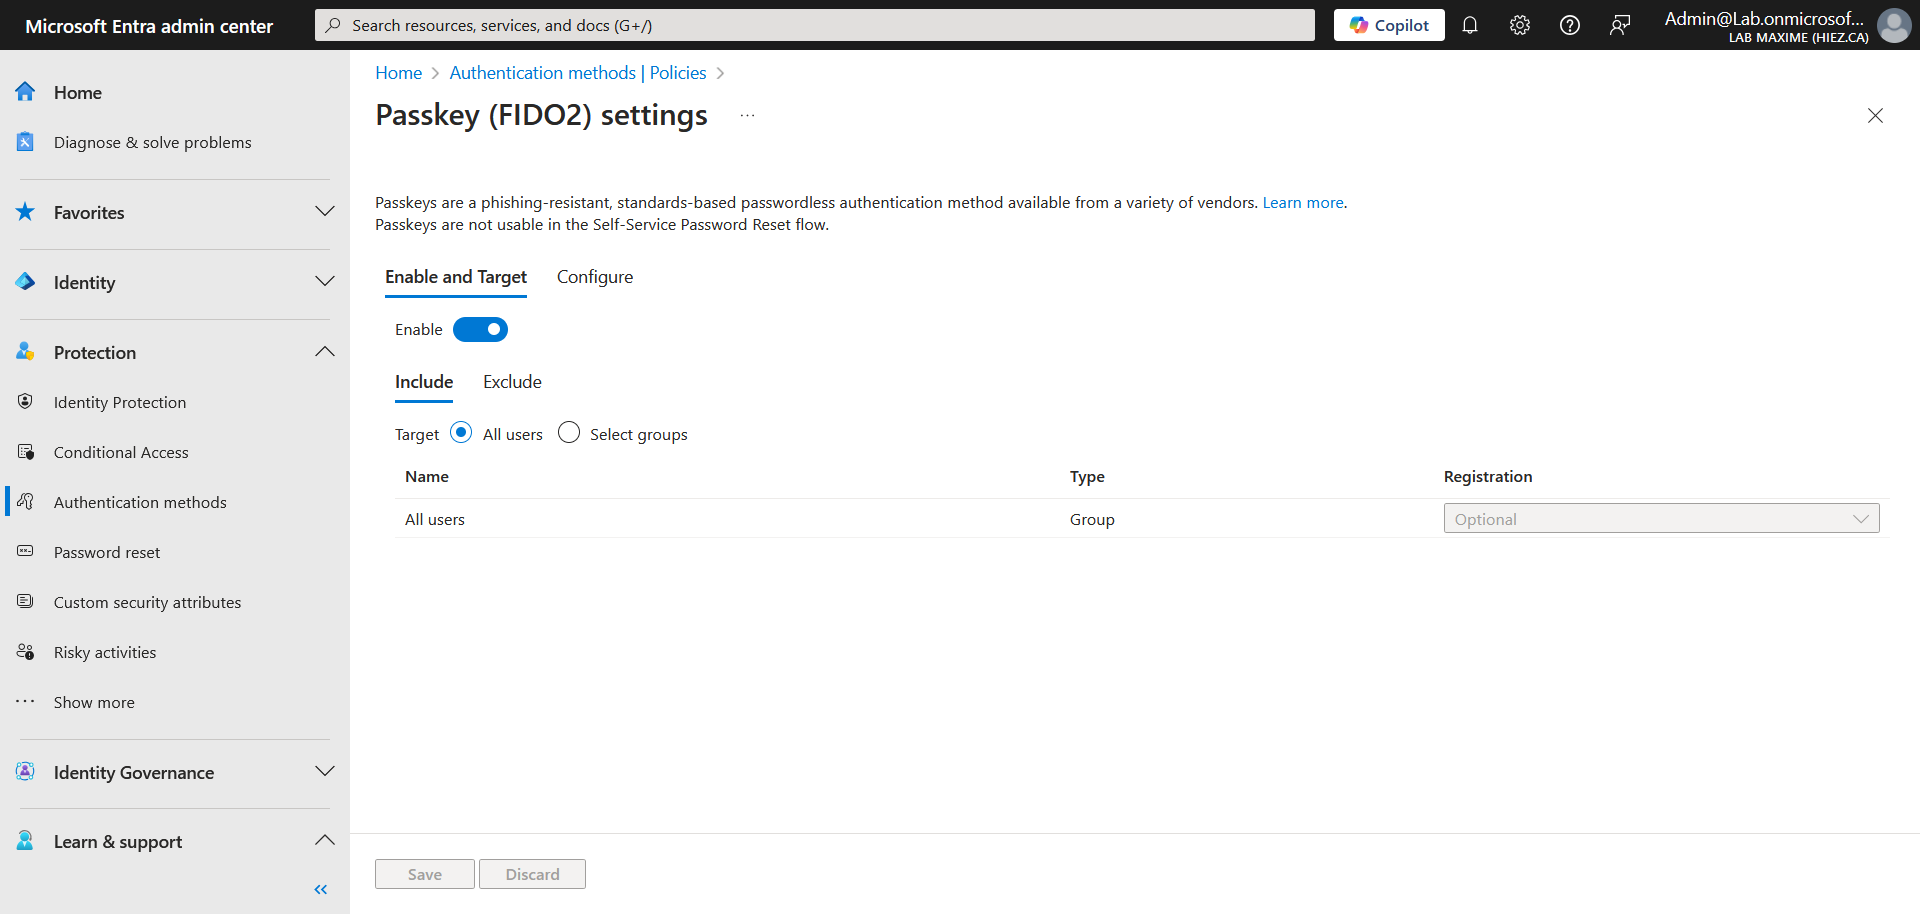 Microsoft Entra admin center
Search resources, services, and docs (G+/)
Copilot
Admin@Lab.onmicrosof...
LAB MAXIME (HIEZ.CA)
Home
Diagnose & solve problems
Favorites
Identity
Protection
Identity Protection
Conditional Access
Authentication methods
Password reset
Custom security attributes
Risky activities
Show more
Identity Governance
Learn & support
Home > Authentication methods | Policies >
Passkey (FIDO2) settings ...
Passkeys are a phishing-resistant, standards-based passwordless authentication method available from a variety of vendors. Learn more.
Passkeys are not usable in the Self-Service Password Reset flow.
Enable and Target Configure
Enable
Include Exclude
Target All users Select groups
Name Type Registration
All users Group Optional
Save Discard